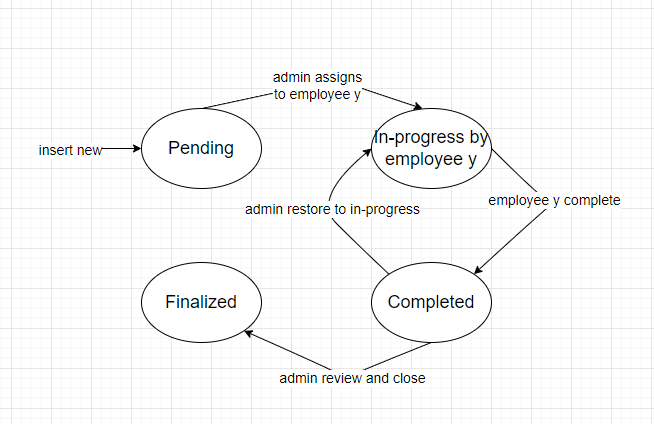 admin assigns
to employee y
insert new
Pending
In-progress by
employee y
admin restore to in-progress
employee y complete
Finalized
Completed
admin review and close